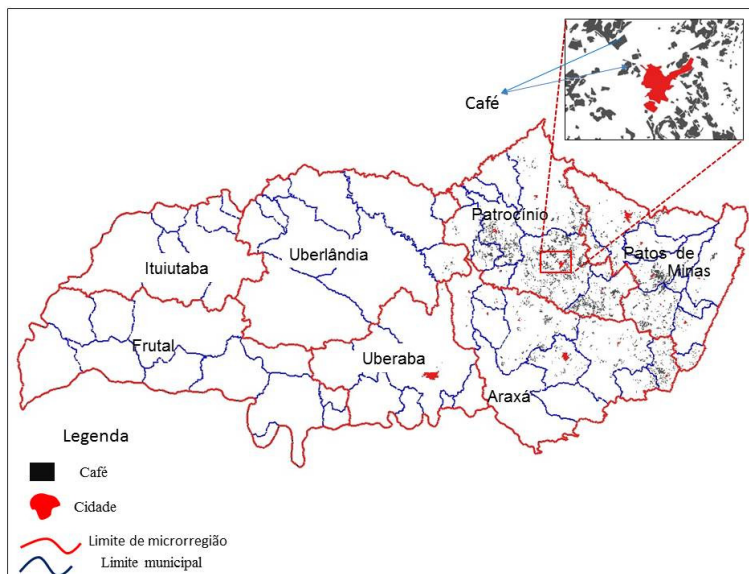 Café
Patrocínio
Uberlândia
Patos de
Minas
Ituiutaba
Frutal
Uberaba
Araxá
Legenda
Café
Cidade
Limite de microrregião
Limite municipal